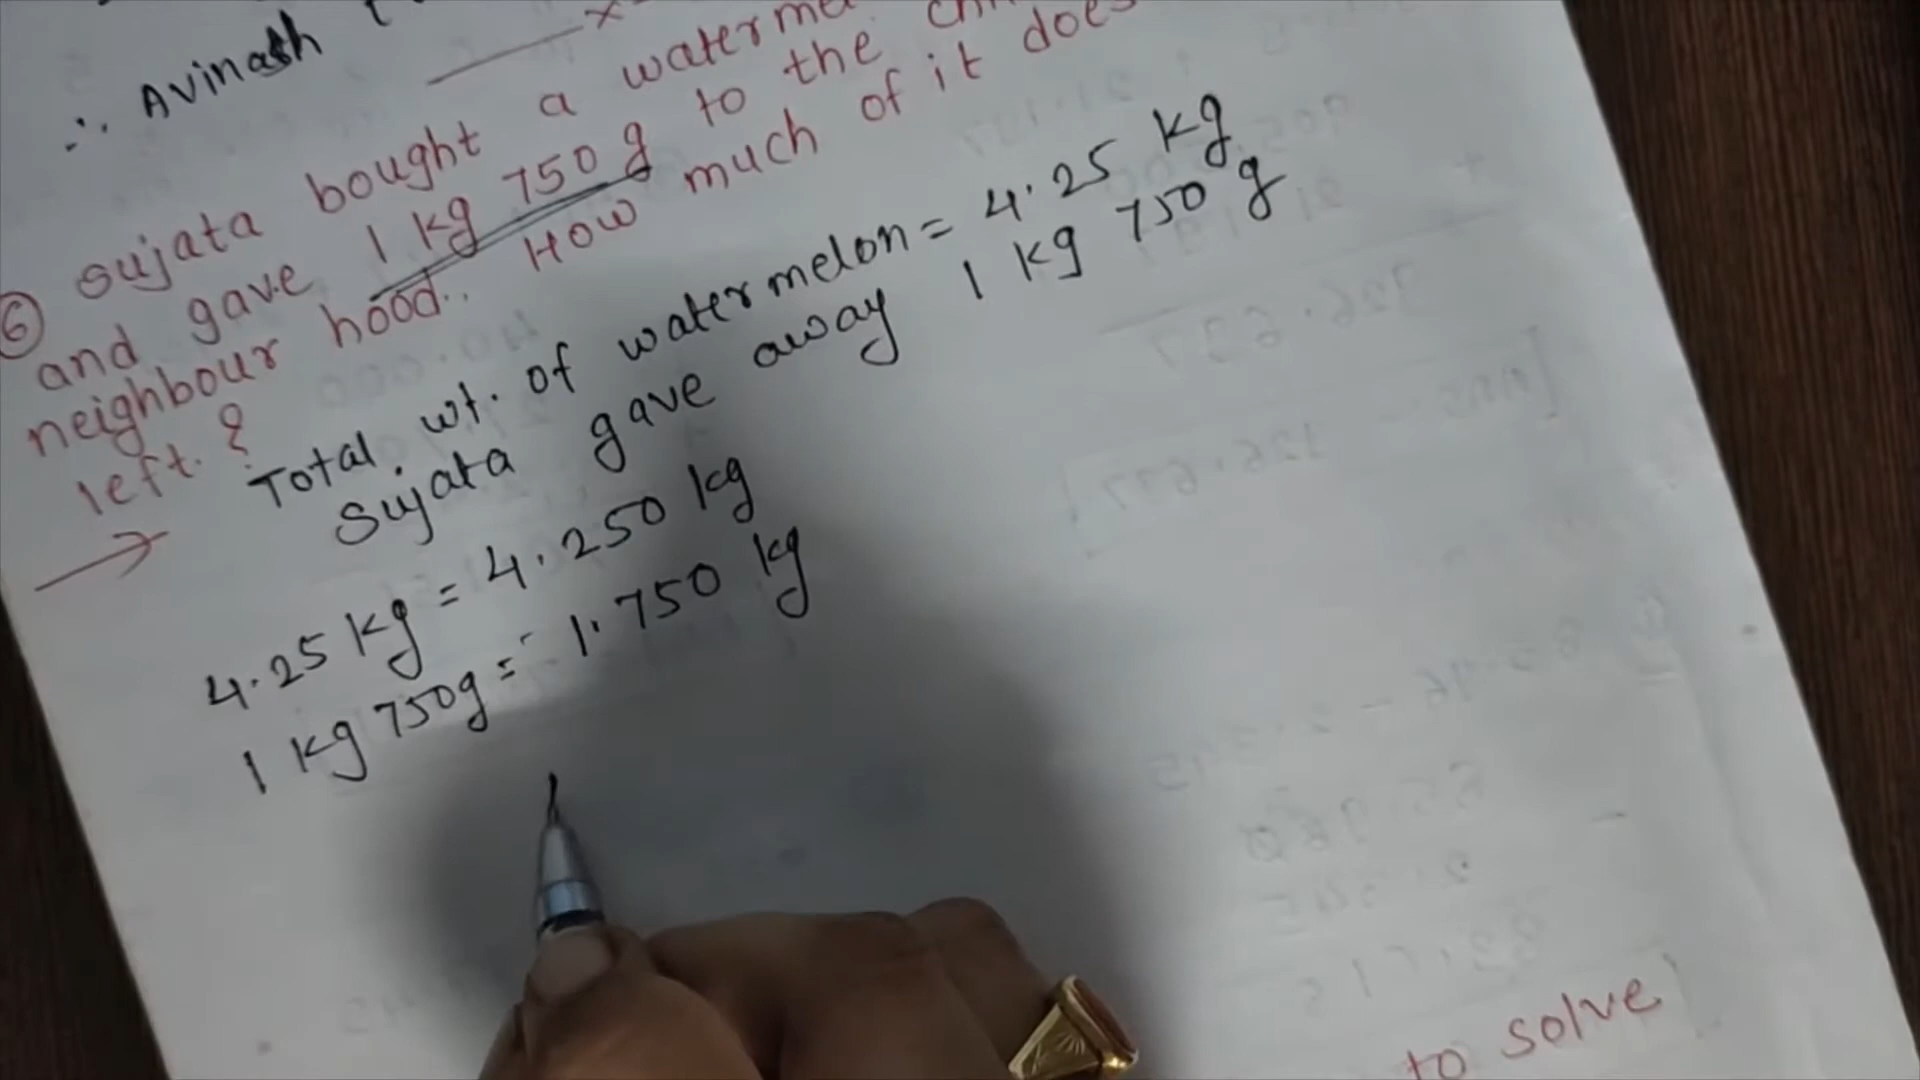 ∴ Avinash
x
⑥ Sujata bought a waterme
and gave 1 kg 750 g to the
neighbour hood.. How much of it does
left. ?
→ Total. wt. of watermelon = 4.25 kg
Sujata gave away 1 kg 750 g
4.25 kg = 4.250 kg
1 kg 750g = 1.750 kg
to solve